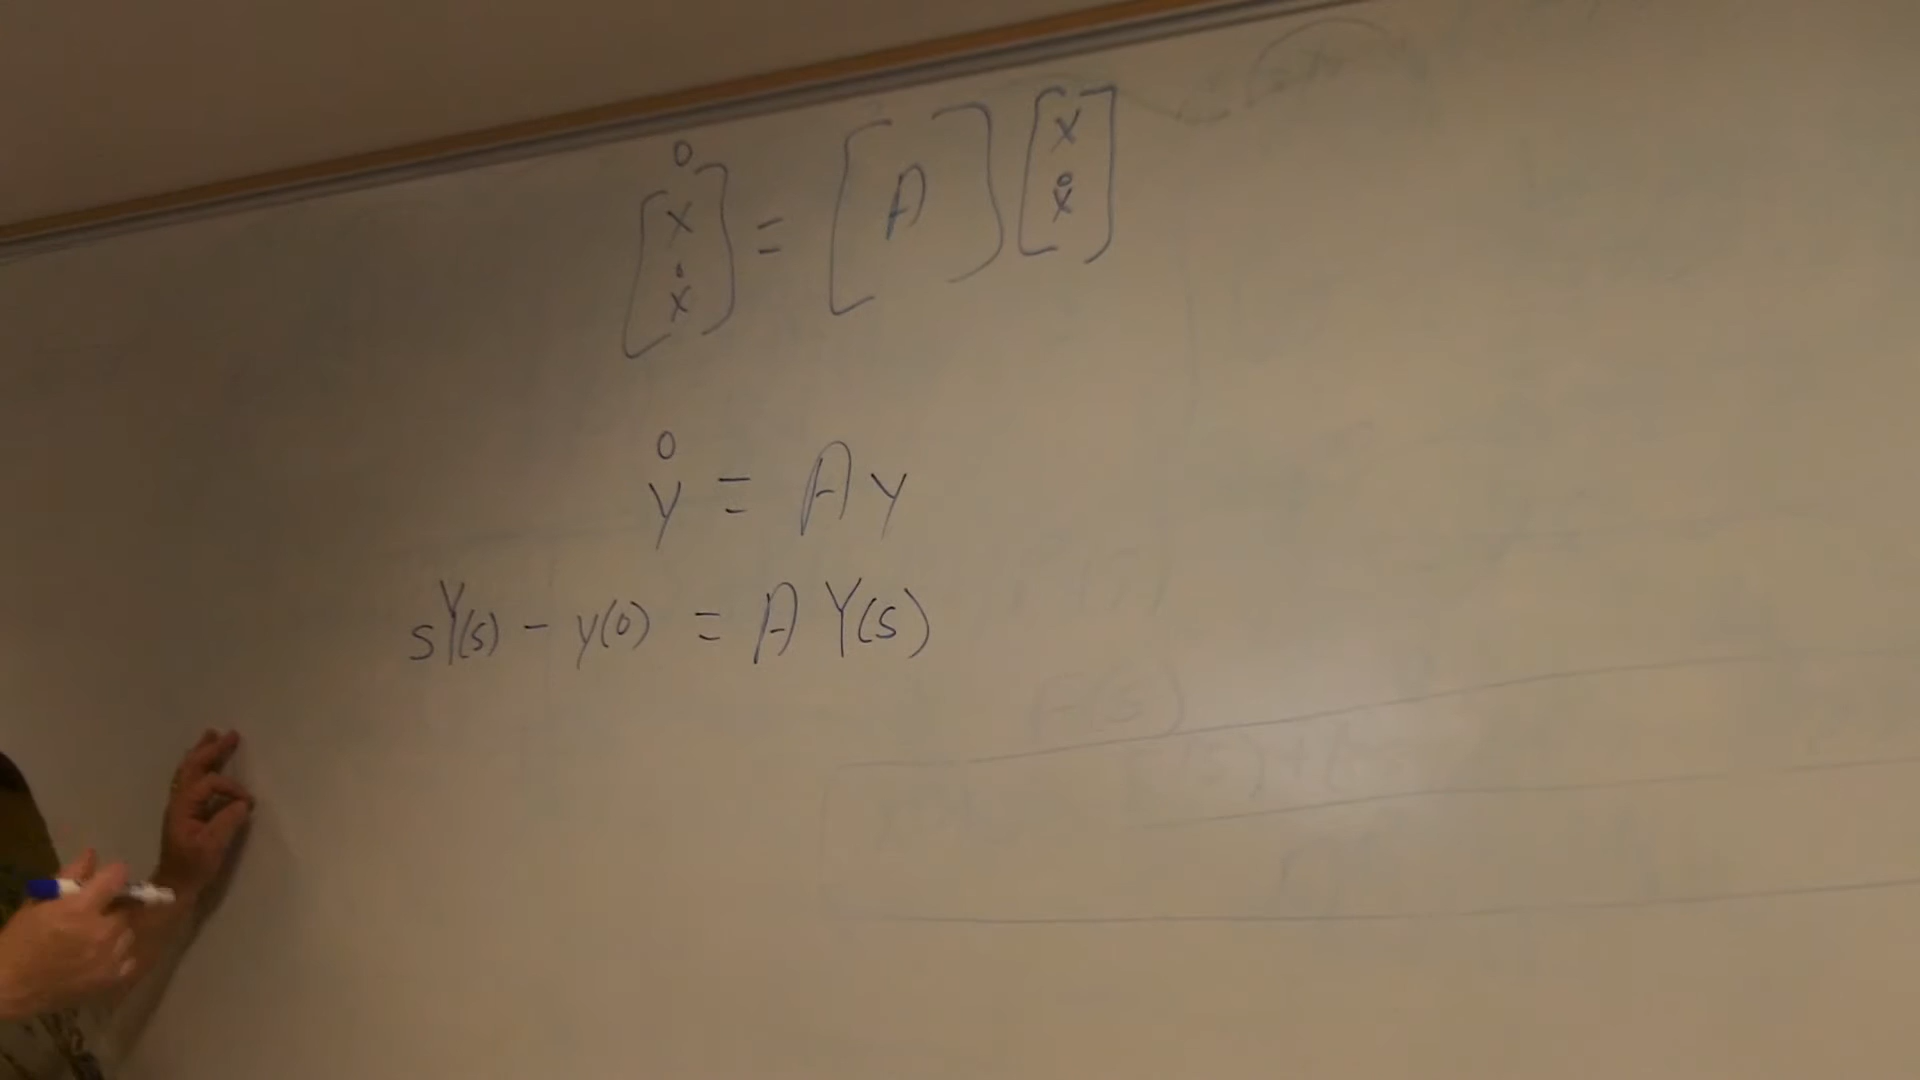 [x ẋ]˙ = [A] [x ẋ]
ẏ = A y
sY(s) - y(0) = A Y(s)